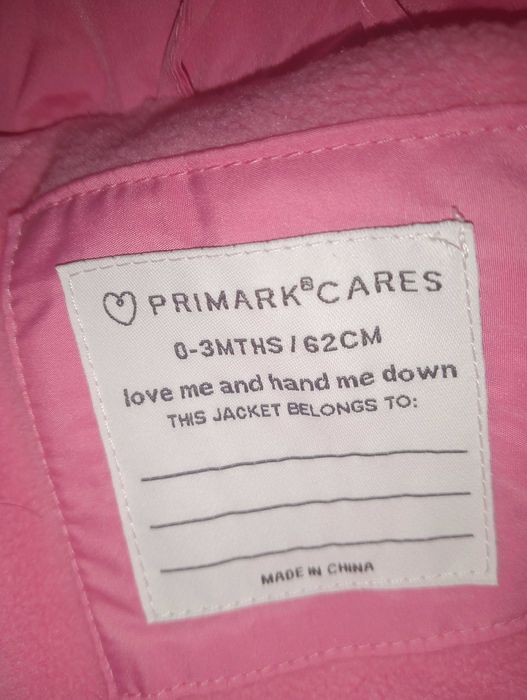 PRIMARK® CARES
0-3MTHS / 62CM
love me and hand me down
THIS JACKET BELONGS TO:
MADE IN CHINA